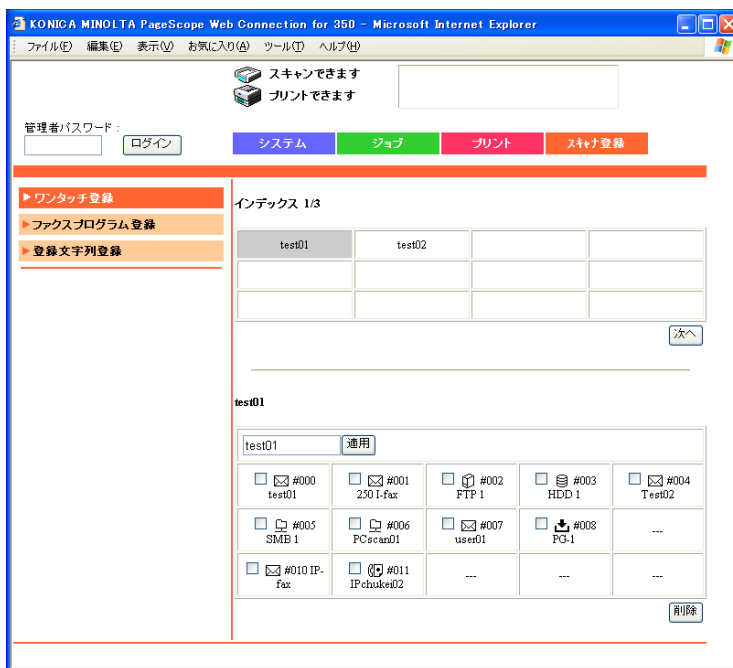 KONICA MINOLTA PageScope Web Connection for 350 - Microsoft Internet Explorer
ファイル(F) 編集(E) 表示(V) お気に入り(A) ツール(T) ヘルプ(H)
スキャンできます
プリントできます
管理者パスワード :
ログイン
システム ジョブ プリント スキャナ登録
▶ワンタッチ登録
▶ファクスプログラム登録
▶登録文字列登録
インデックス 1/3
test01 test02
次へ
test01
test01 適用
#000 #001 #002 #003 #004
test01 250 I-fax FTP 1 HDD 1 Test02
#005 #006 #007 #008 ---
SMB 1 PCscan01 user01 PG-1
#010 IP- #011 --- --- ---
fax IPchukei02
削除